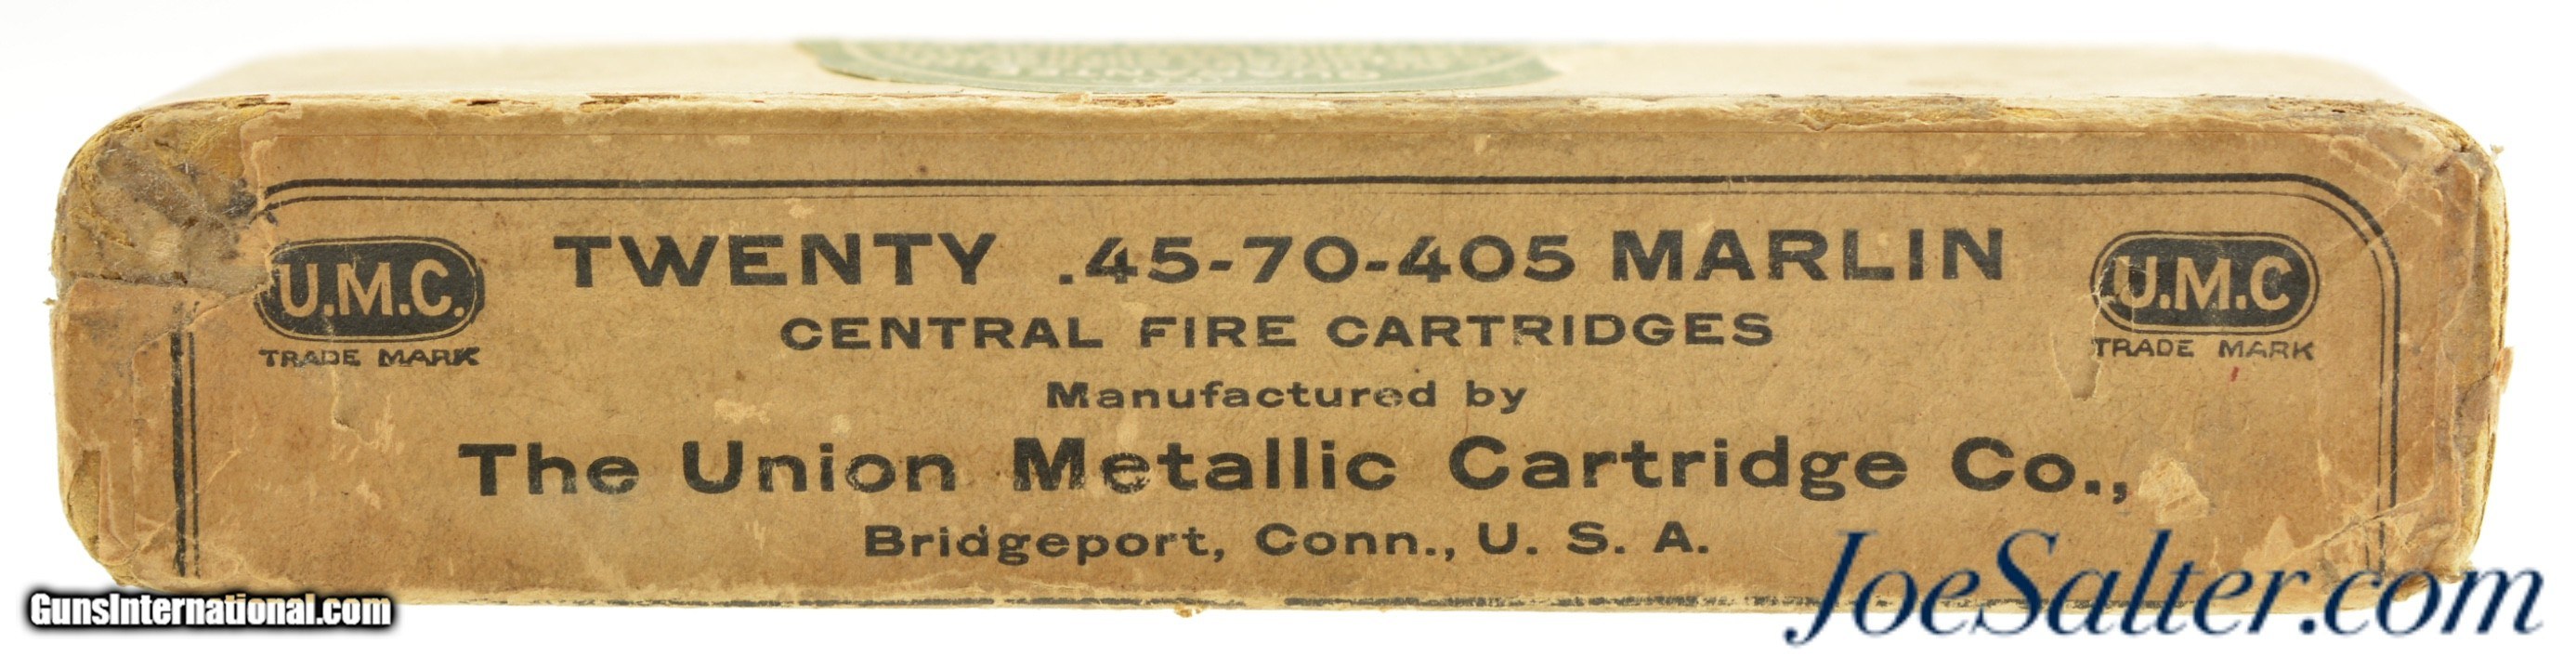 U.M.C.
TRADE MARK
TWENTY .45-70-405 MARLIN
CENTRAL FIRE CARTRIDGES
Manufactured by
The Union Metallic Cartridge Co.,
Bridgeport, Conn., U. S. A.
U.M.C
TRADE MARK
GunsInternational.com
JoeSalter.com